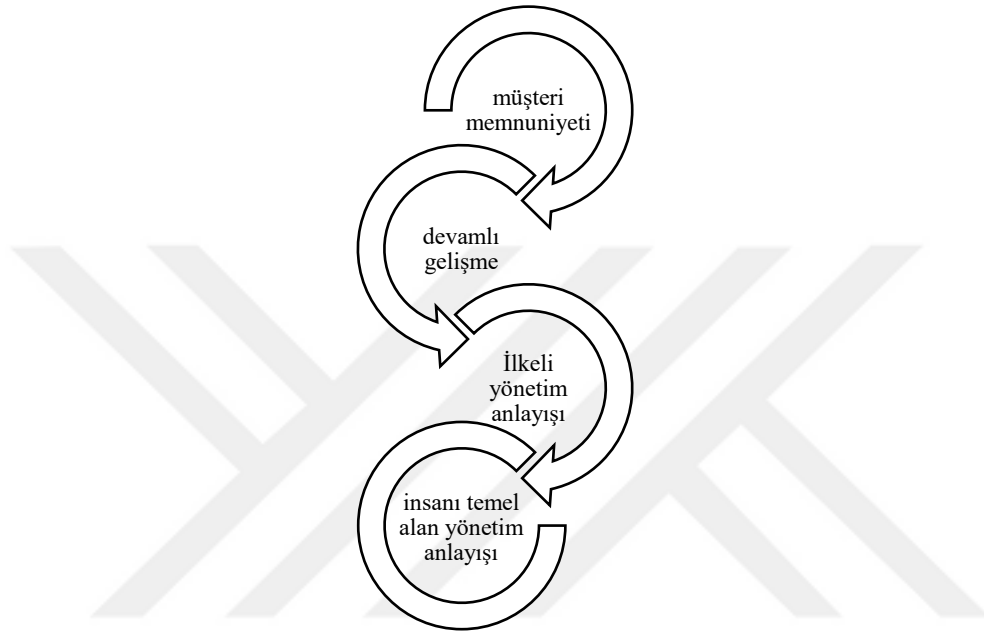 müşteri
memnuniyeti
devamlı
gelişme
İlkeli
yönetim
anlayışı
insanı temel
alan yönetim
anlayışı